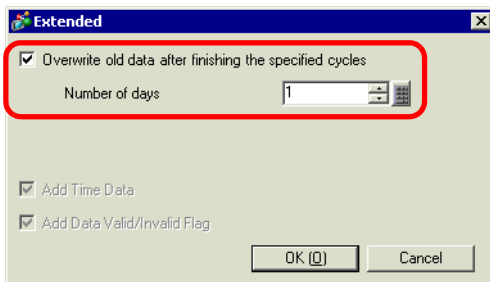 Extended
Overwrite old data after finishing the specified cycles
Number of days 1
Add Time Data
Add Data Valid/Invalid Flag
OK (O) Cancel